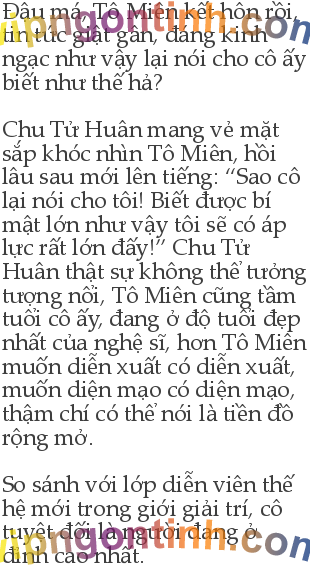 Đậu má, Tô Miên kết hôn rồi,
tin tức giật gân, đáng kinh
ngạc như vậy lại nói cho cô ấy
biết như thế hả?
Chu Tử Huân mang vẻ mặt
sắp khóc nhìn Tô Miên, hồi
lâu sau mới lên tiếng: “Sao cô
lại nói cho tôi! Biết được bí
mật lớn như vậy tôi sẽ có áp
lực rất lớn đấy!” Chu Tử
Huân thật sự không thể tưởng
tượng nổi, Tô Miên cũng tầm
tuổi cô ấy, đang ở độ tuổi đẹp
nhất của nghệ sĩ, hơn Tô Miên
muốn diễn xuất có diễn xuất,
muốn diện mạo có diện mạo,
thậm chí có thể nói là tiền đồ
rộng mở.
So sánh với lớp diễn viên thế
hệ mới trong giới giải trí, cô
tuyệt đối là người đang ở
đỉnh cao nhất.
vipngontinh.com
vipngontinh.com